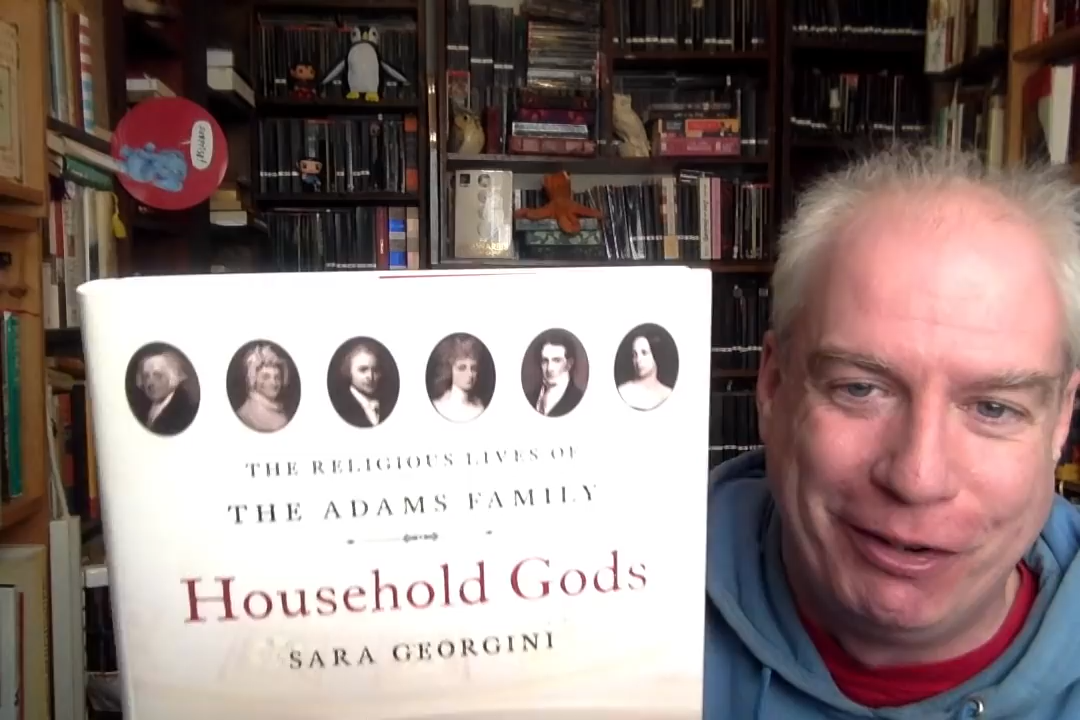 THE RELIGIOUS LIVES OF
THE ADAMS FAMILY
Household Gods
SARA GEORGINI